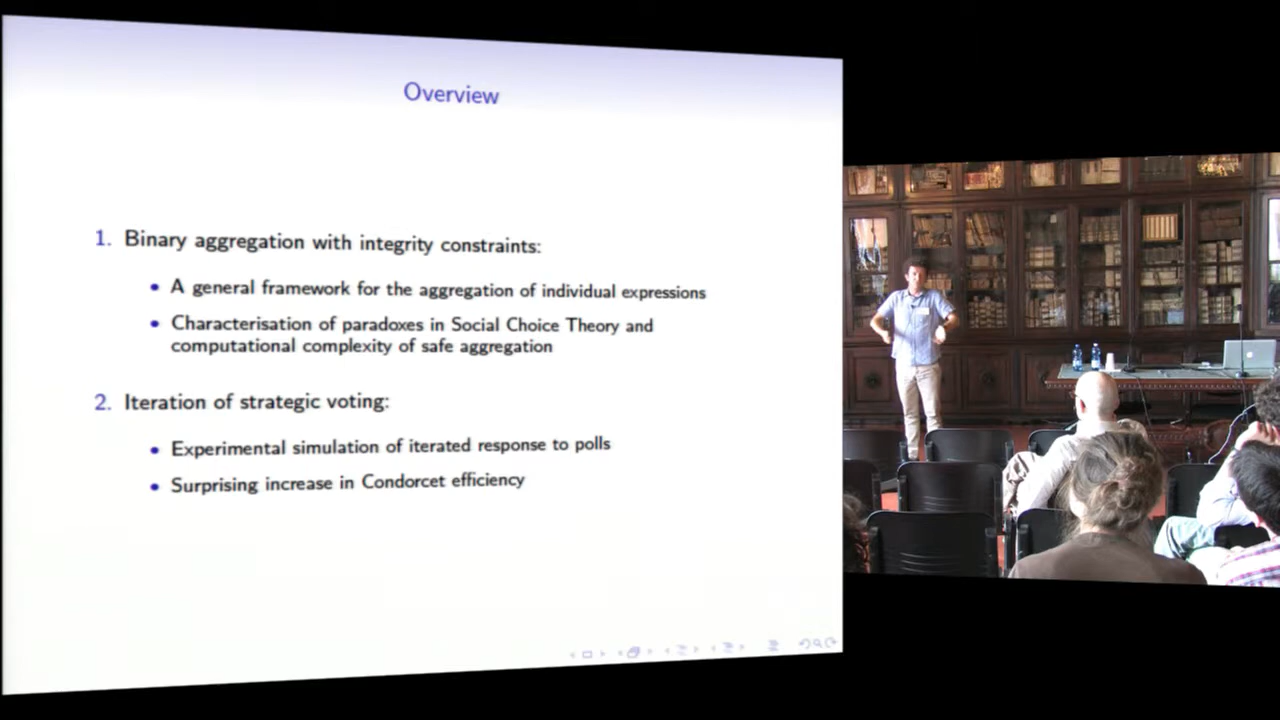 Overview
1. Binary aggregation with integrity constraints:
• A general framework for the aggregation of individual expressions
• Characterisation of paradoxes in Social Choice Theory and
computational complexity of safe aggregation
2. Iteration of strategic voting:
• Experimental simulation of iterated response to polls
• Surprising increase in Condorcet efficiency